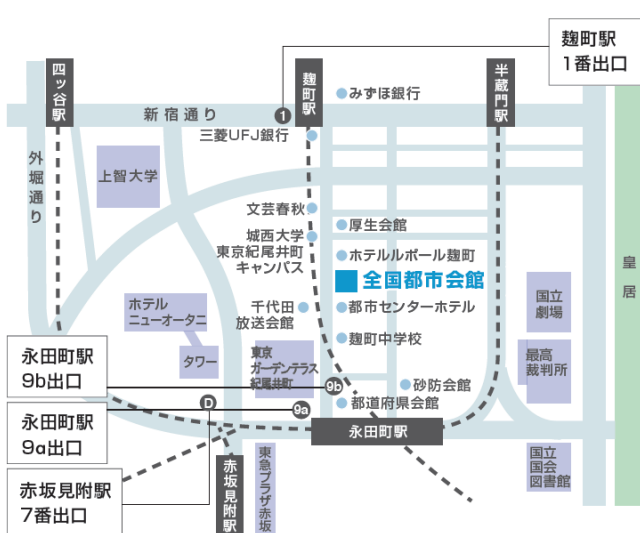 麹町駅
1番出口
四ッ谷駅
麹町駅
半蔵門駅
みずほ銀行
新宿通り
1
三菱UFJ銀行
外堀通り
上智大学
文芸春秋
厚生会館
城西大学
東京紀尾井町
キャンパス
ホテルルポール麹町
皇居
全国都市会館
ホテル
ニューオータニ
千代田
放送会館
都市センターホテル
国立
劇場
麹町中学校
タワー
東京
ガーデンテラス
紀尾井町
最高
裁判所
永田町駅
9b出口
9b
砂防会館
D
9a
都道府県会館
永田町駅
9a出口
永田町駅
赤坂見附駅
7番出口
赤坂見附駅
東急プラザ赤坂
国立
国会
図書館